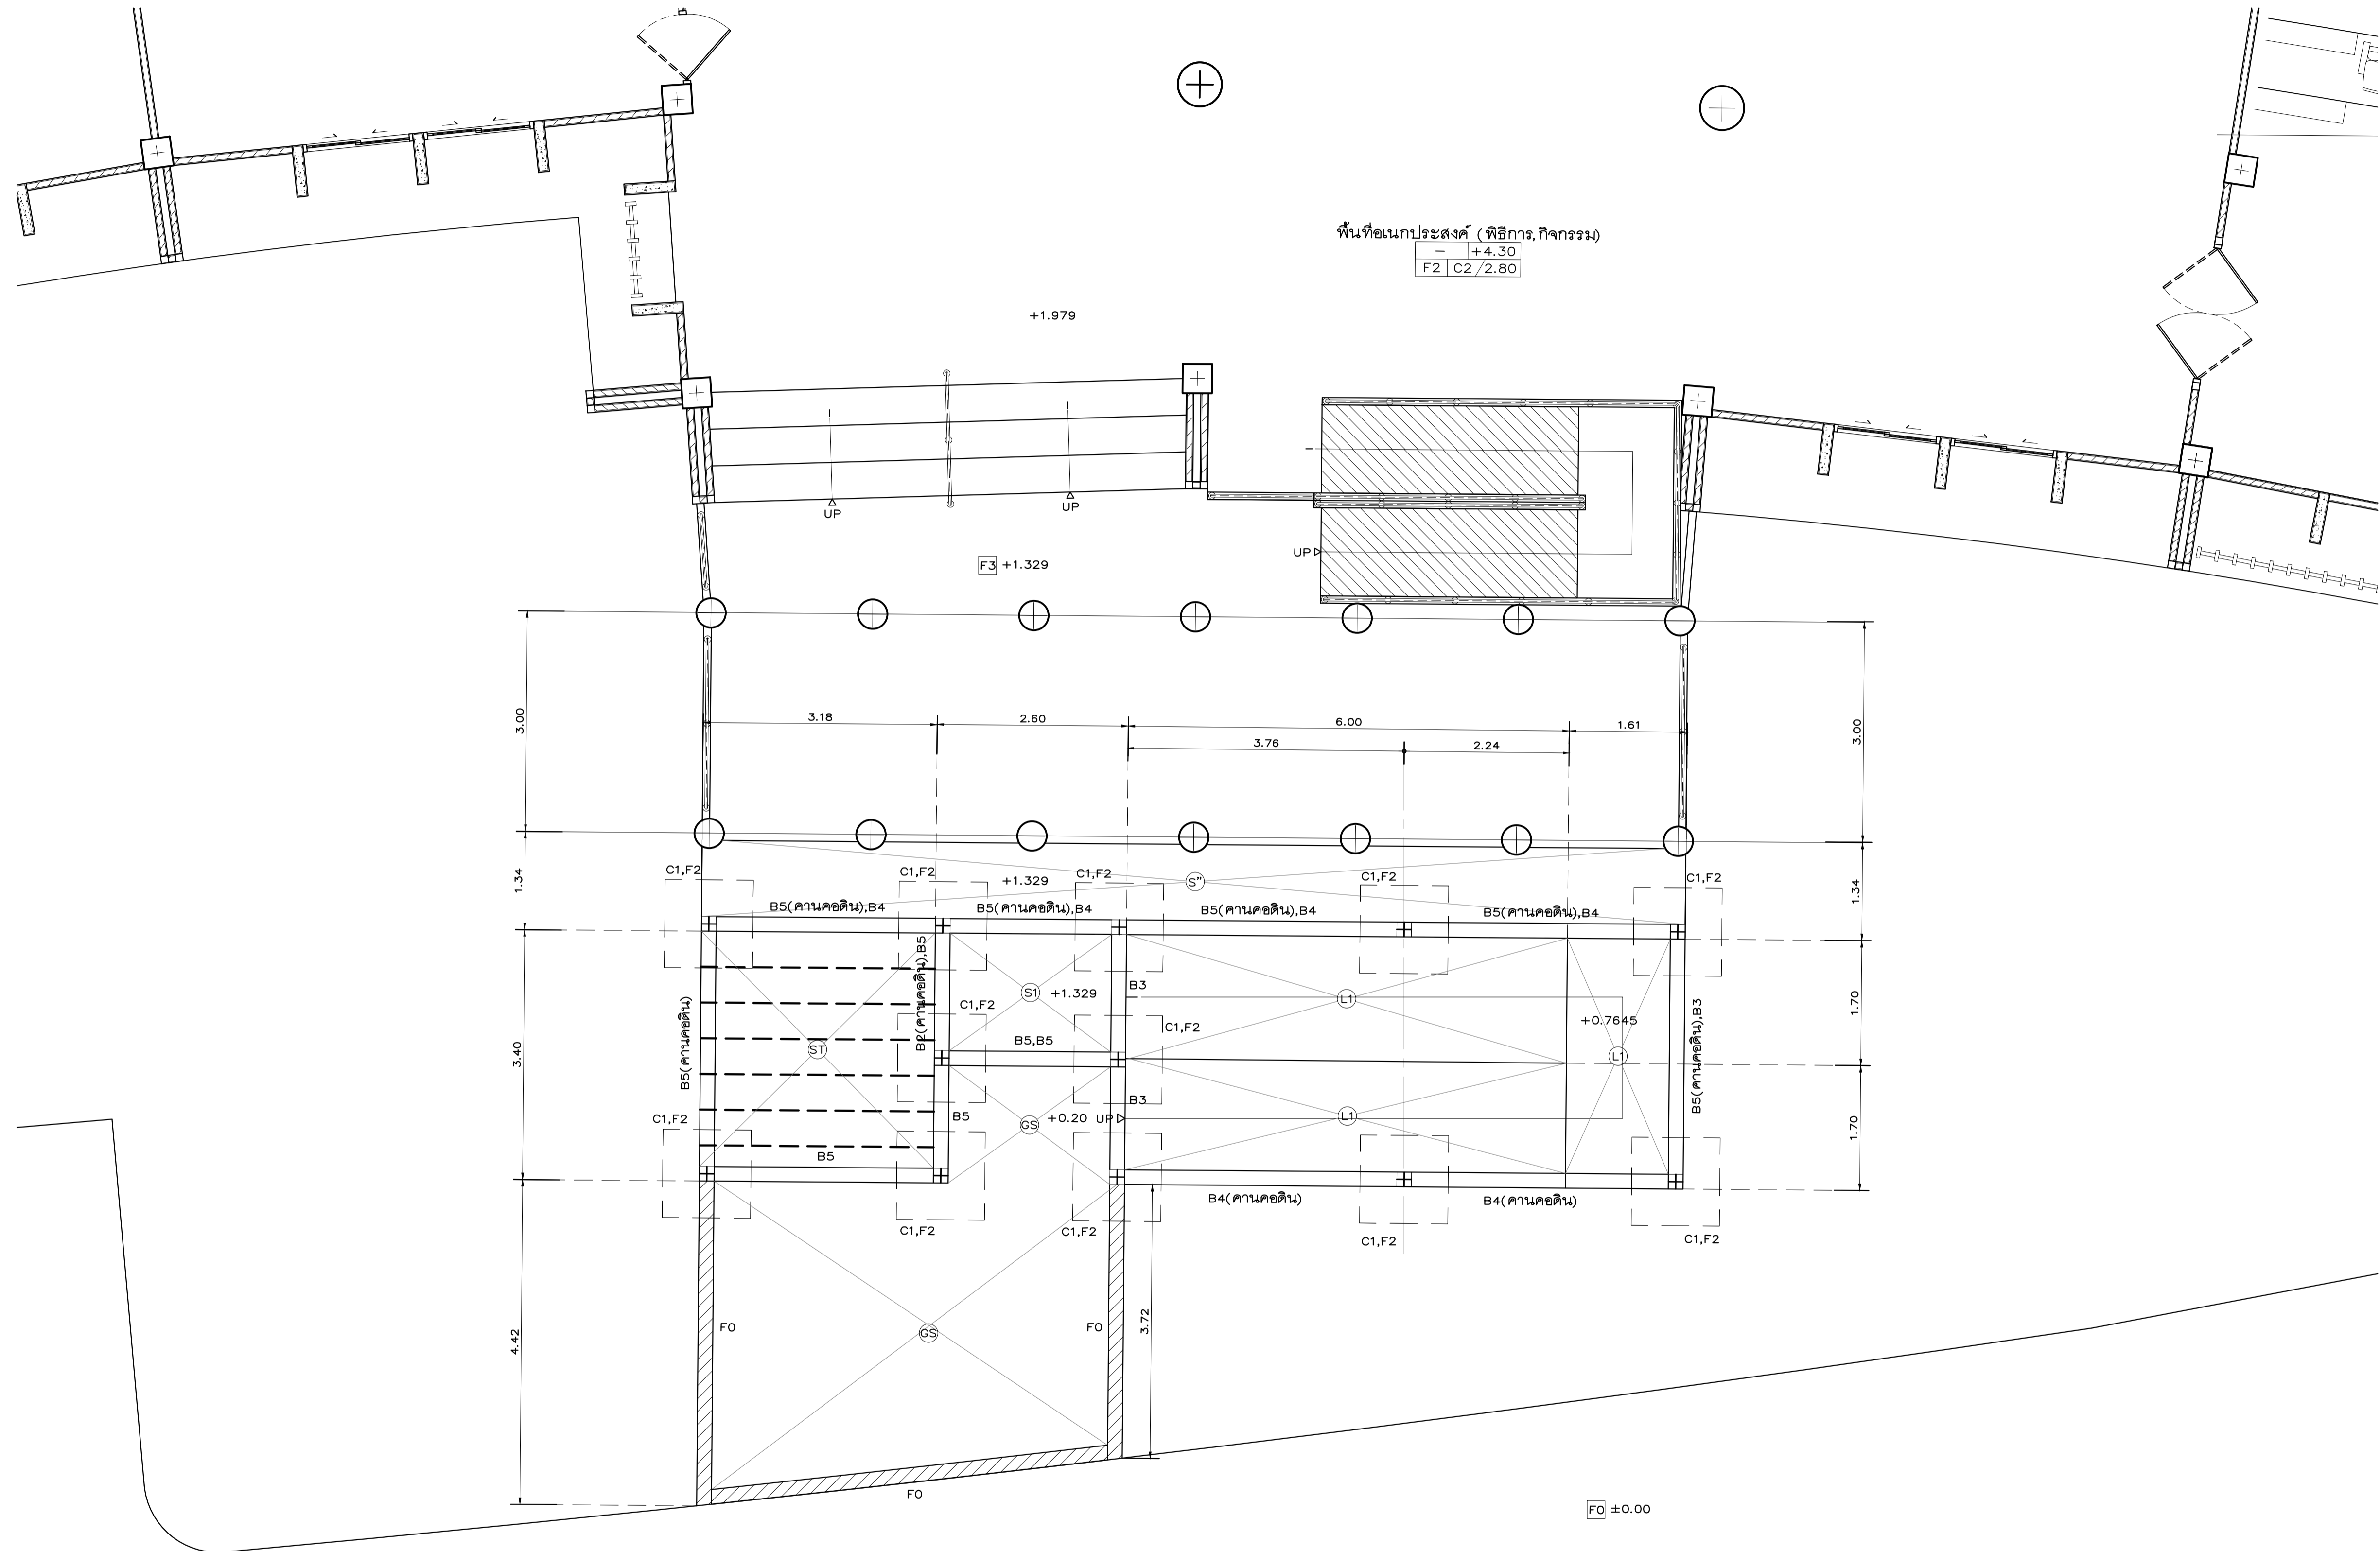 พื้นที่อเนกประสงค์ (พิธีการ,กิจกรรม)
- +4.30
F2 C2/2.80
+1.979
UP
UP
UP
F3 +1.329
3.00
3.18
2.60
6.00
1.61
3.00
3.76
2.24
1.34
C1,F2
C1,F2
+1.329
C1,F2
S"
C1,F2
C1,F2
1.34
B5(คานคอดิน),B4
B5(คานคอดิน),B4
B5(คานคอดิน),B4
B5(คานคอดิน),B4
B2(คานคอดิน),B5
S1 +1.329
B3
L1
C1,F2
+0.7645
1.70
B5(คานคอดิน)
B5(คานคอดิน),B3
3.40
ST
B5,B5
C1,F2
L1
B3
C1,F2
B5
GS
+0.20
UP
L1
1.70
B5
C1,F2
C1,F2
B4(คานคอดิน)
B4(คานคอดิน)
C1,F2
C1,F2
4.42
F0
GS
F0
3.72
F0
F0 ±0.00